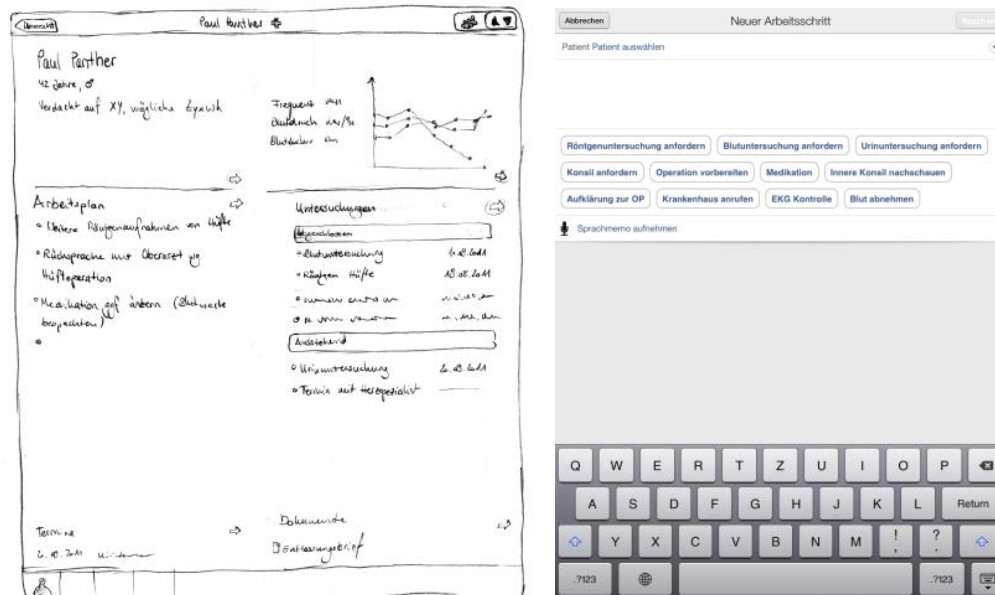 Übersicht
Paul Panther
Paul Panther
42 Jahre, ♂
Verdacht auf XY, mögliche
Frequenz
Blutdruck
Blutzucker
Arbeitsplan
Weitere Röntgenaufnahmen von Hüfte
Rücksprache mit Oberarzt wg
Hüftoperation
Medikation ggf ändern (Blutwerte
beobachten)
Untersuchungen
Abgeschlossen
Blutuntersuchung
Röntgen Hüfte
Ausstehend
Urinuntersuchung
Termin mit Herzspezialist
Termine
Dokumente
Entlassungsbrief
Abbrechen
Neuer Arbeitsschritt
Patient Patient auswählen
Röntgenuntersuchung anfordern Blutuntersuchung anfordern Urinuntersuchung anfordern
Konsil anfordern Operation vorbereiten Medikation Innere Konsil nachschauen
Aufklärung zur OP Krankenhaus anrufen EKG Kontrolle Blut abnehmen
Sprachmemo aufnehmen
Q W E R T Z U I O P
A S D F G H J K L Return
Y X C V B N M ! , ? .
.?123 .?123